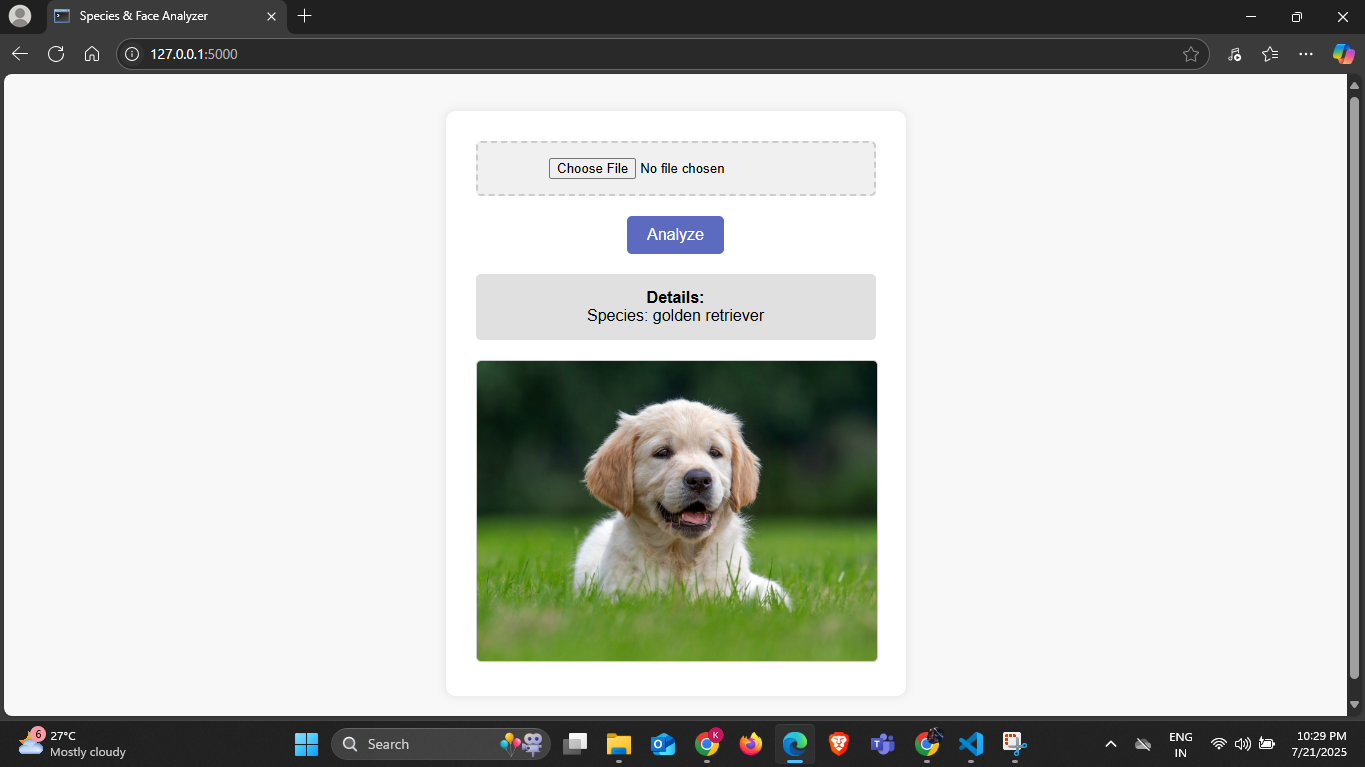 Species & Face Analyzer
127.0.0.1:5000
Choose File No file chosen
Analyze
Details:
Species: golden retriever
6
27°C
Mostly cloudy
Search
K
ENG
IN
10:29 PM
7/21/2025